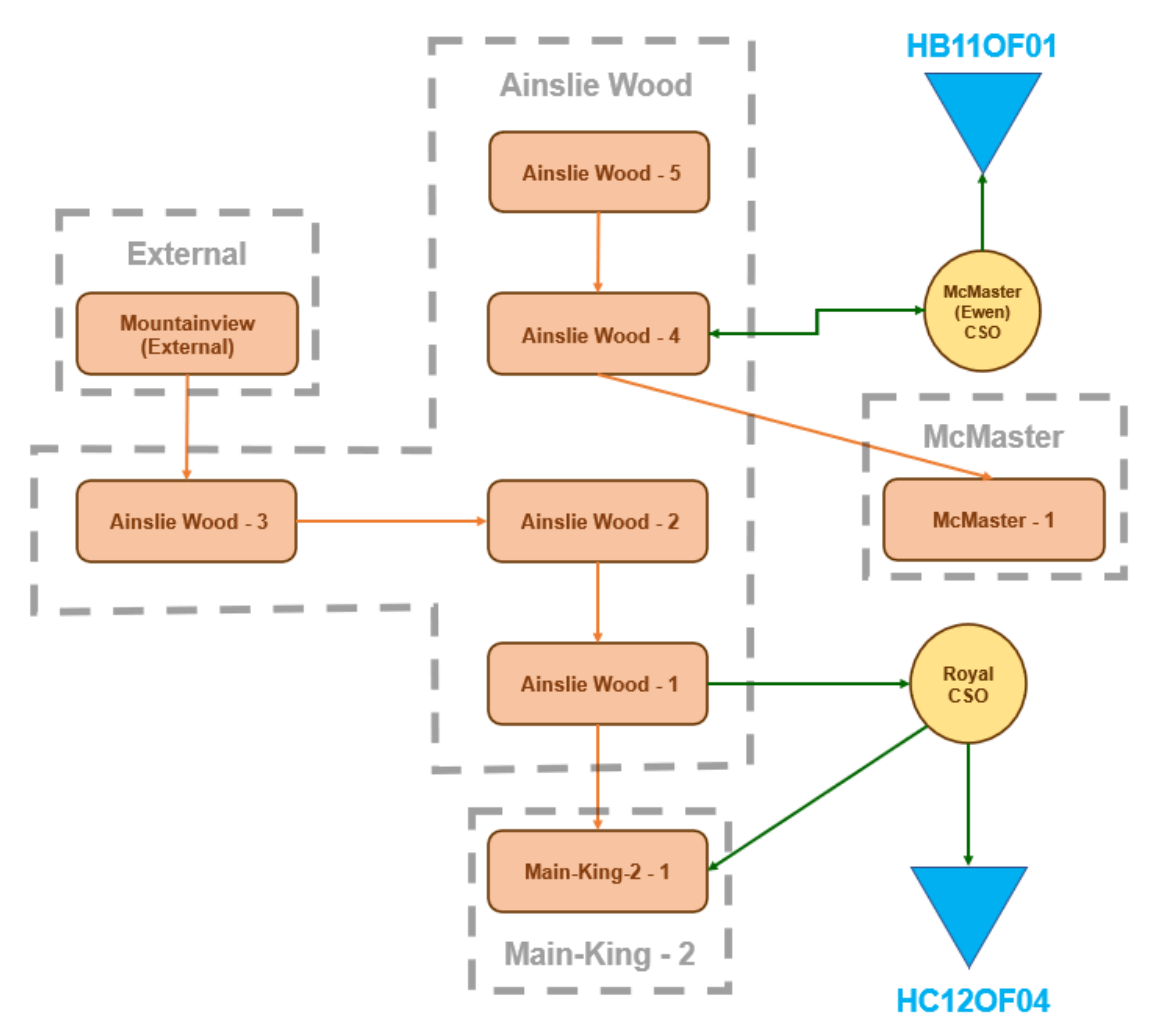 HB11OF01
Ainslie Wood
Ainslie Wood - 5
External
Mountainview
(External)
Ainslie Wood - 4
McMaster
(Ewen)
CSO
McMaster
Ainslie Wood - 3
Ainslie Wood - 2
McMaster - 1
Ainslie Wood - 1
Royal
CSO
Main-King-2 - 1
Main-King - 2
HC12OF04